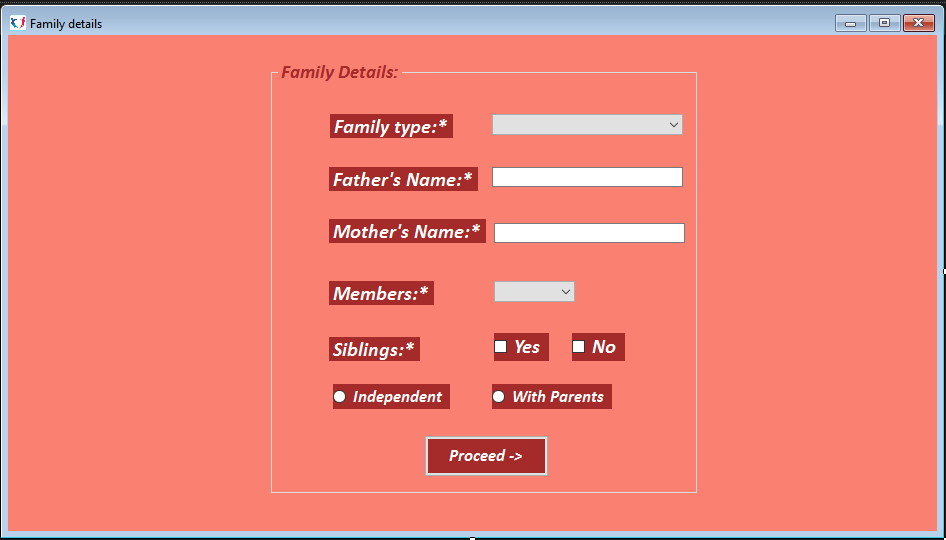 Family details
Family Details:
Family type:*
Father's Name:*
Mother's Name:*
Members:*
Siblings:* Yes No
Independent With Parents
Proceed ->